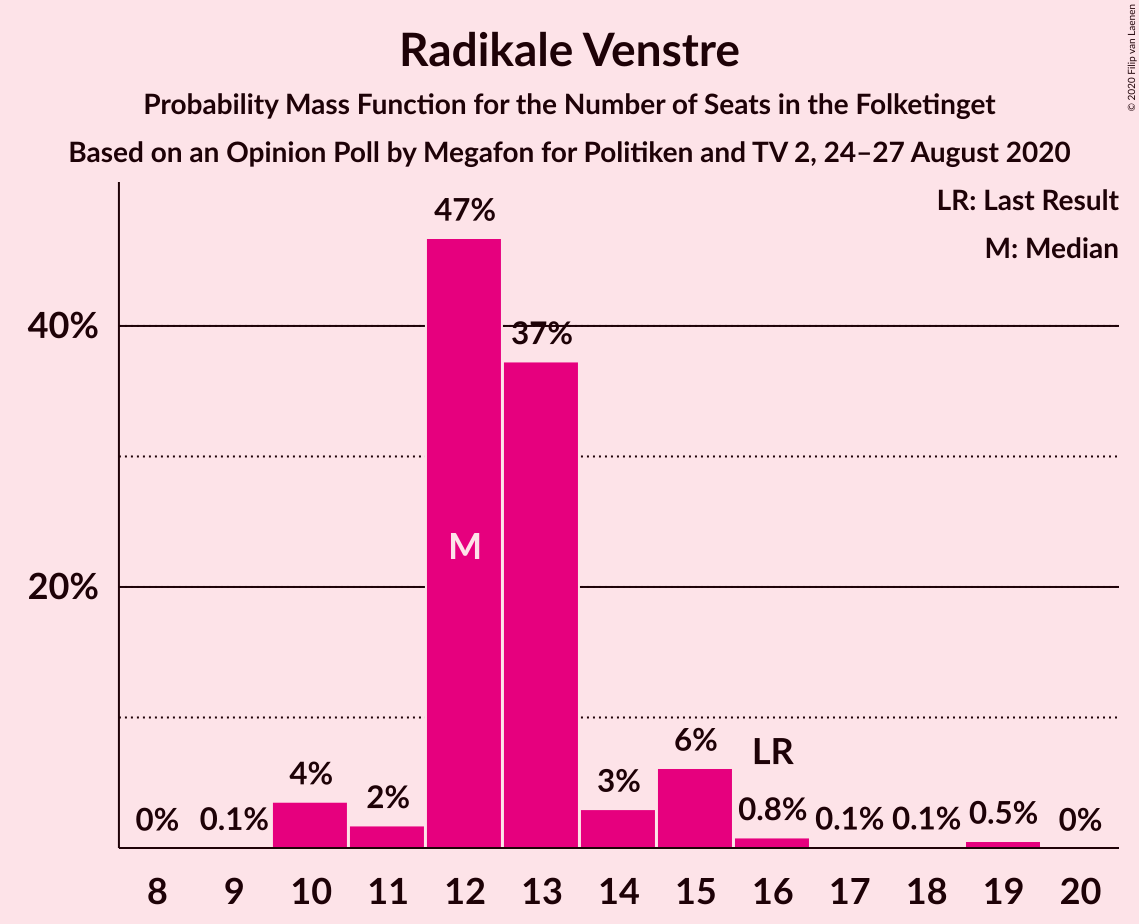 Radikale Venstre
Probability Mass Function for the Number of Seats in the Folketinget
Based on an Opinion Poll by Megafon for Politiken and TV 2, 24–27 August 2020
© 2020 Filip van Laenen
LR: Last Result
M: Median
47%
40%
37%
M
20%
6%
LR
4%
3%
2%
0.8%
0.5%
0%
0.1%
0.1%
0.1%
0%
8 9 10 11 12 13 14 15 16 17 18 19 20